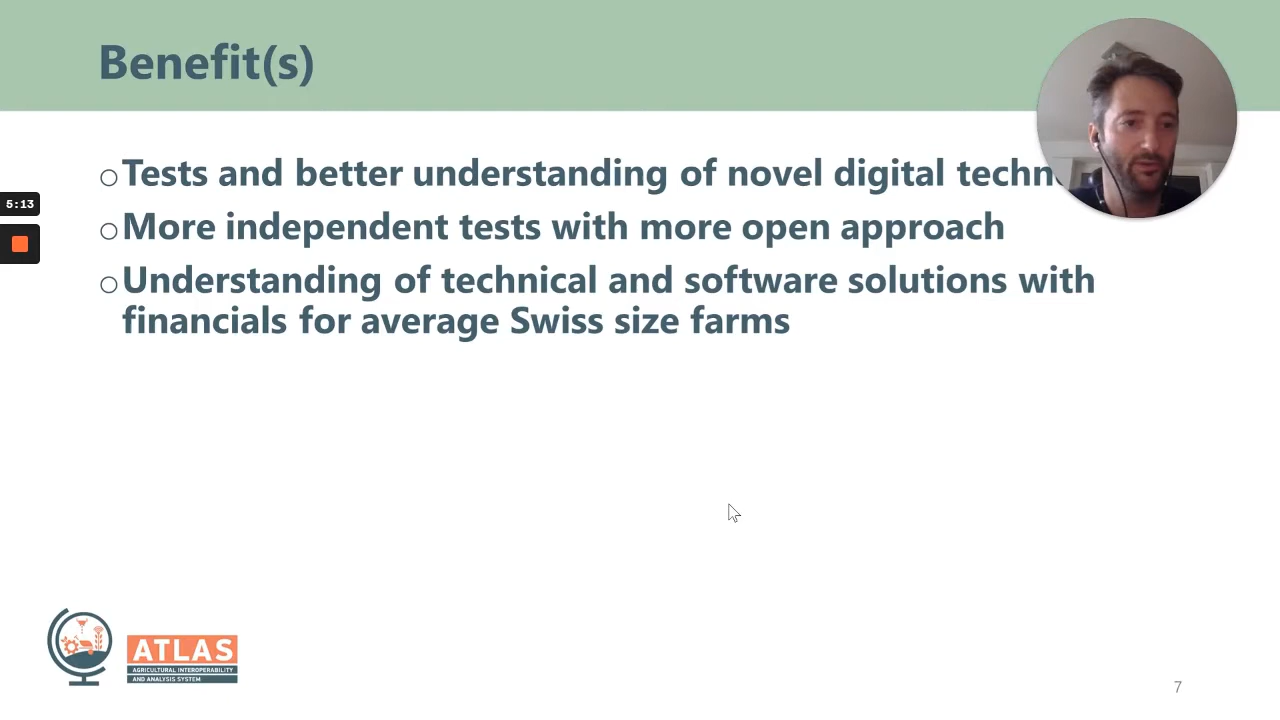 Benefit(s)
Tests and better understanding of novel digital
More independent tests with more open approach
Understanding of technical and software solutions with
financials for average Swiss size farms
5:13
ATLAS
AGRICULTURAL INTEROPERABILITY
AND ANALYSIS SYSTEM
7